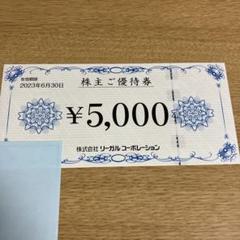 有効期限
2023年6月30日
株主ご優待券
¥5,000
株式会社 リーガル コーポレーション